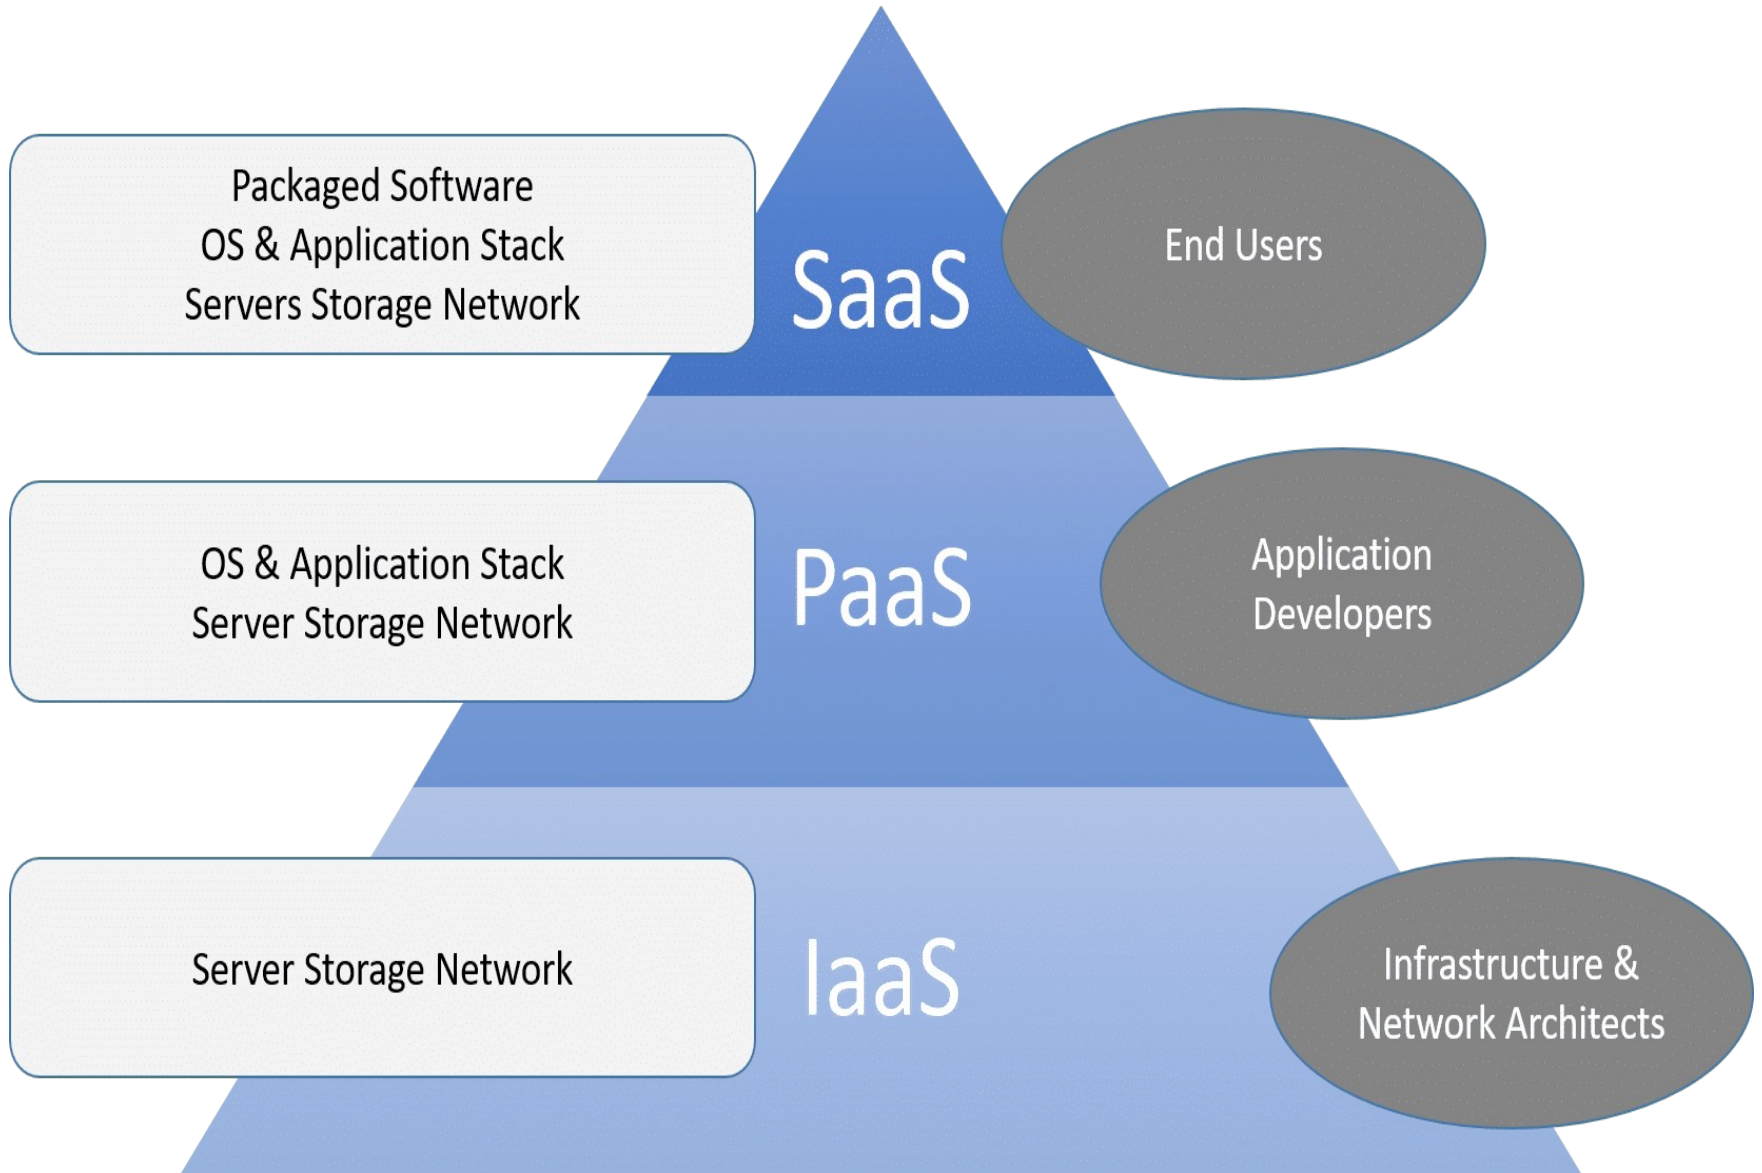 Packaged Software
OS & Application Stack
Servers Storage Network
SaaS
End Users
OS & Application Stack
Server Storage Network
PaaS
Application
Developers
Server Storage Network
IaaS
Infrastructure &
Network Architects